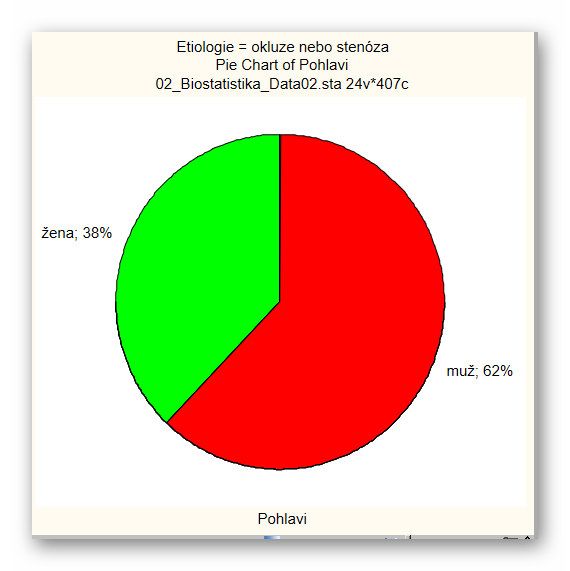 Etiologie = okluze nebo stenóza
Pie Chart of Pohlavi
02_Biostatistika_Data02.sta 24v*407c
žena; 38%
muž; 62%
Pohlavi